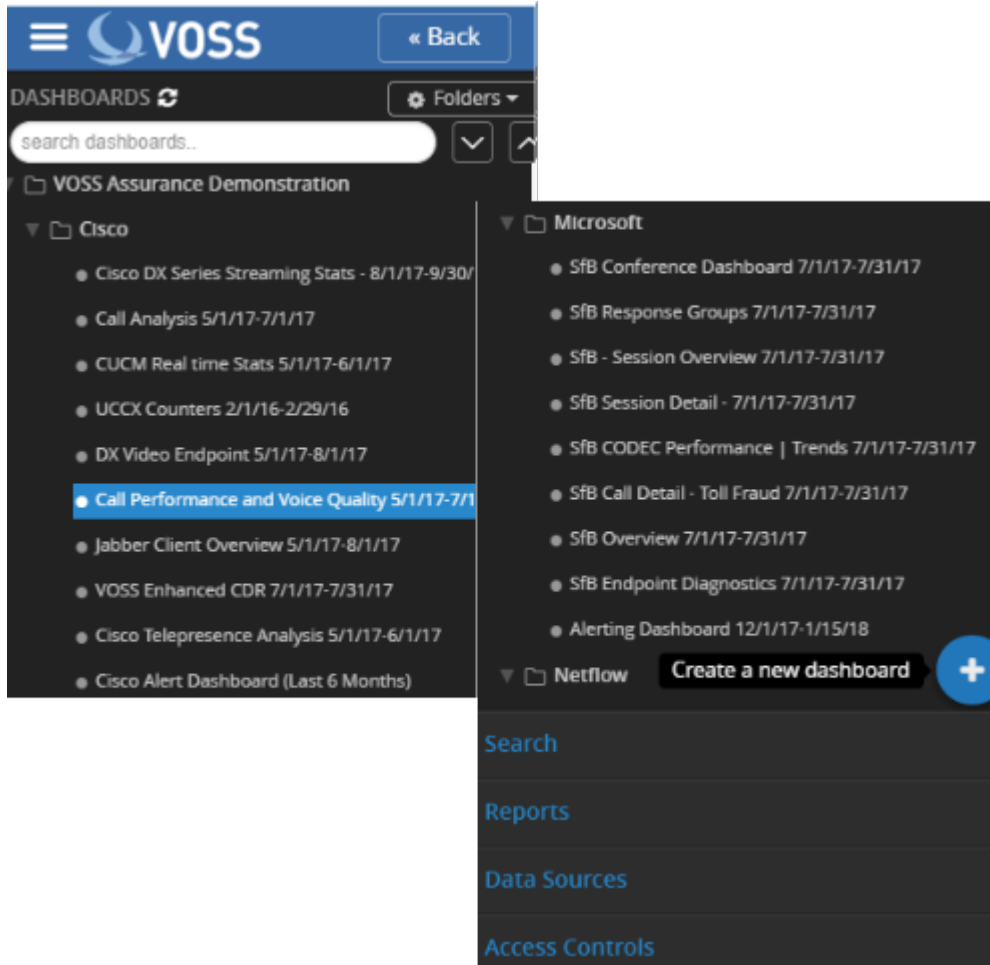 VOSS
« Back
DASHBOARDS
Folders
search dashboards..
VOSS Assurance Demonstration
Cisco
Cisco DX Series Streaming Stats - 8/1/17-9/30/
Call Analysis 5/1/17-7/1/17
CUCM Real time Stats 5/1/17-6/1/17
UCCX Counters 2/1/16-2/29/16
DX Video Endpoint 5/1/17-8/1/17
Call Performance and Voice Quality 5/1/17-7/1
Jabber Client Overview 5/1/17-8/1/17
VOSS Enhanced CDR 7/1/17-7/31/17
Cisco Telepresence Analysis 5/1/17-6/1/17
Cisco Alert Dashboard (Last 6 Months)
Microsoft
SfB Conference Dashboard 7/1/17-7/31/17
SfB Response Groups 7/1/17-7/31/17
SfB - Session Overview 7/1/17-7/31/17
SfB Session Detail - 7/1/17-7/31/17
SfB CODEC Performance | Trends 7/1/17-7/31/17
SfB Call Detail - Toll Fraud 7/1/17-7/31/17
SfB Overview 7/1/17-7/31/17
SfB Endpoint Diagnostics 7/1/17-7/31/17
Alerting Dashboard 12/1/17-1/15/18
Netflow
Create a new dashboard
Search
Reports
Data Sources
Access Controls